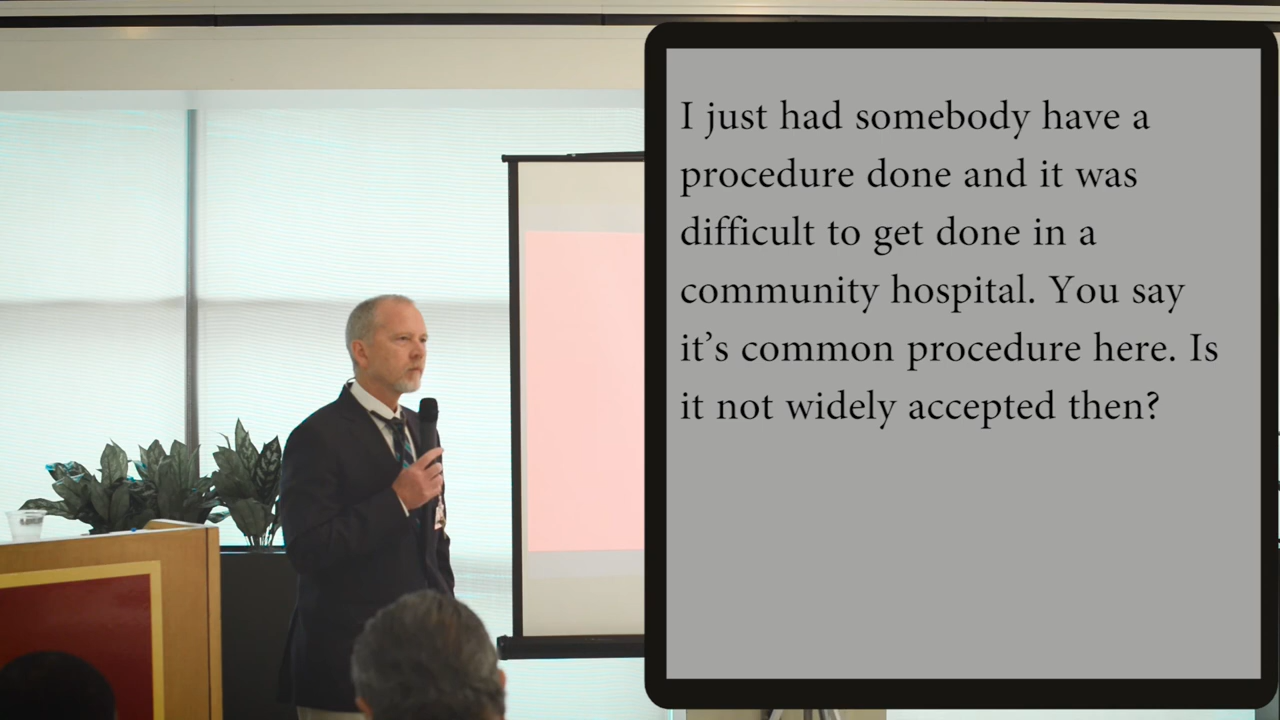 I just had somebody have a
procedure done and it was
difficult to get done in a
community hospital. You say
it’s common procedure here. Is
it not widely accepted then?